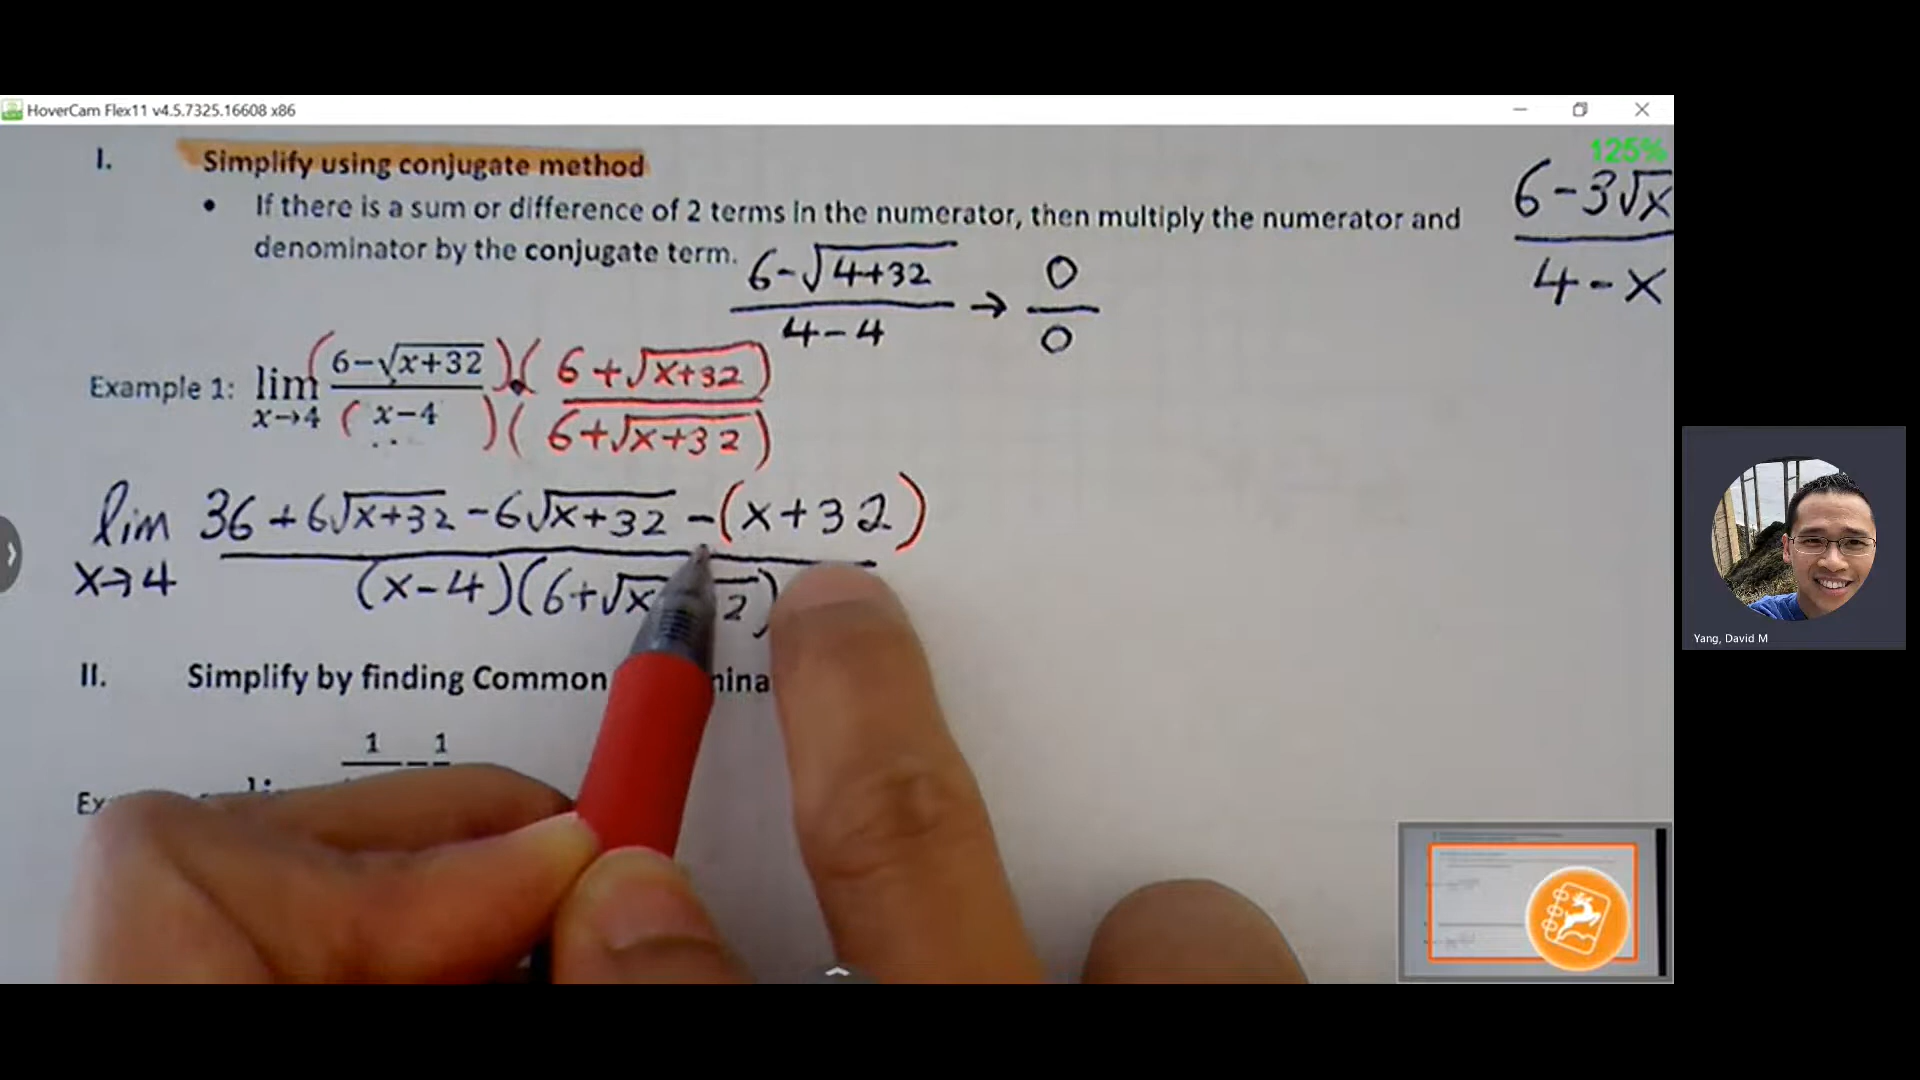 HoverCam Flex11 v4.5.7325.16608 x86
125%
I. Simplify using conjugate method
• If there is a sum or difference of 2 terms in the numerator, then multiply the numerator and
denominator by the conjugate term.
6-√(4+32) / 4-4 → 0/0
6-3√x / 4-x
Example 1: lim x→4 (6-√(x+32))/(x-4) · (6+√(x+32))/(6+√(x+32))
lim x→4 36+6√(x+32) -6√(x+32) -(x+32) / (x-4)(6+√x 2)
II. Simplify by finding Common
1 - 1
Yang, David M